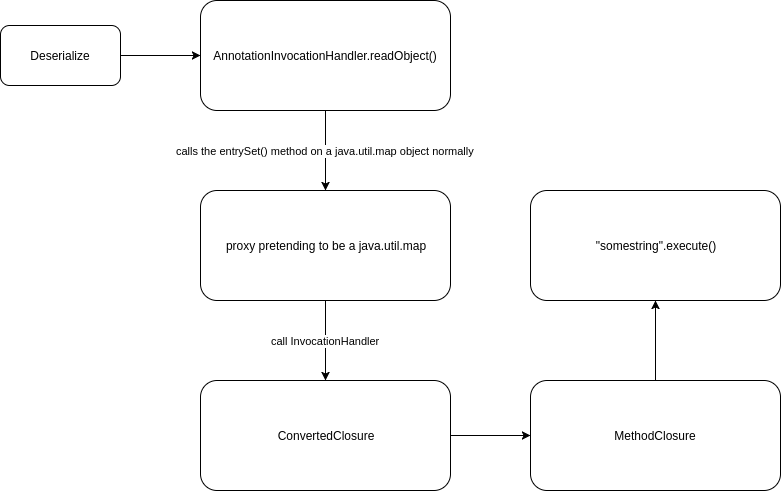 Deserialize
AnnotationInvocationHandler.readObject()
calls the entrySet() method on a java.util.map object normally
proxy pretending to be a java.util.map
"somestring".execute()
call InvocationHandler
ConvertedClosure
MethodClosure